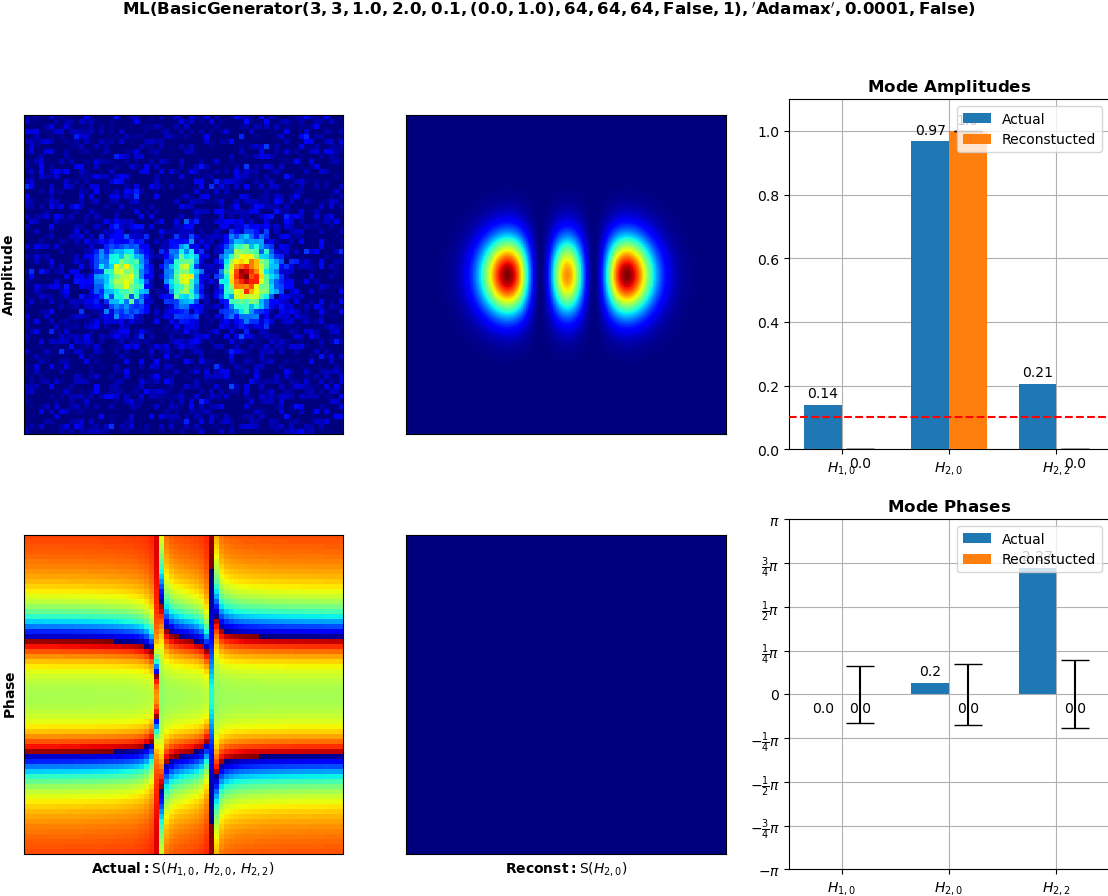 ML(BasicGenerator(3, 3, 1.0, 2.0, 0.1, (0.0, 1.0), 64, 64, 64, False, 1), 'Adamax', 0.0001, False)
Amplitude
Mode Amplitudes
Actual
Reconstucted
1.0
0.8
0.6
0.4
0.2
0.0
0.14
0.0
0.97
0.21
0.0
H1,0
H2,0
H2,2
Phase
Actual: S(H1,0, H2,0, H2,2)
Reconst: S(H2,0)
Mode Phases
Actual
Reconstucted
π
3/4π
1/2π
1/4π
0
−1/4π
−1/2π
−3/4π
−π
0.0
0.0
0.2
0.0
0.0
H1,0
H2,0
H2,2